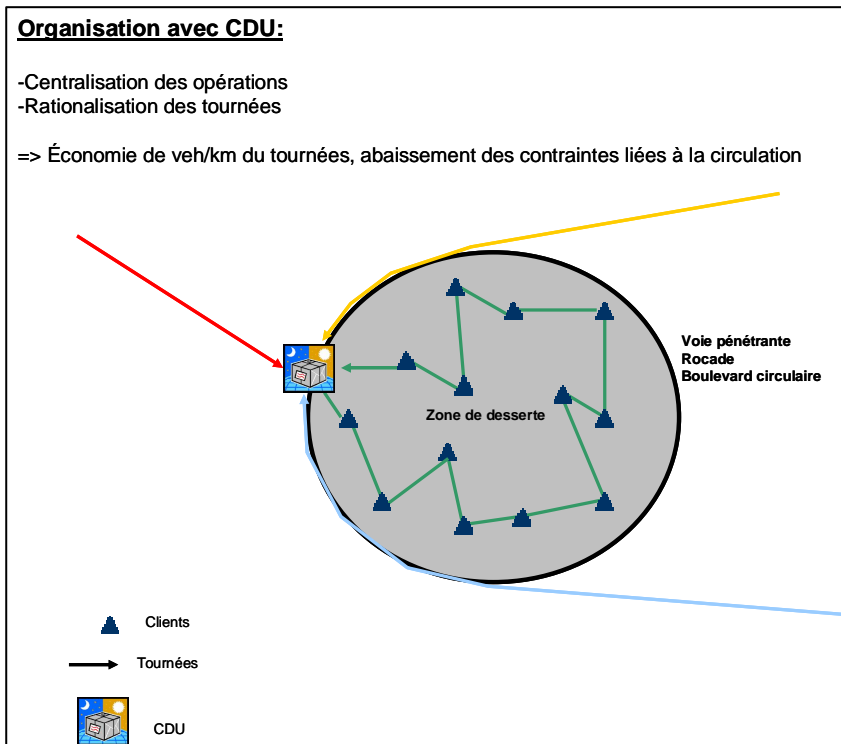 Organisation avec CDU:
-Centralisation des opérations
-Rationalisation des tournées
=> Économie de veh/km du tournées, abaissement des contraintes liées à la circulation
Voie pénétrante
Rocade
Boulevard circulaire
Zone de desserte
Clients
Tournées
CDU